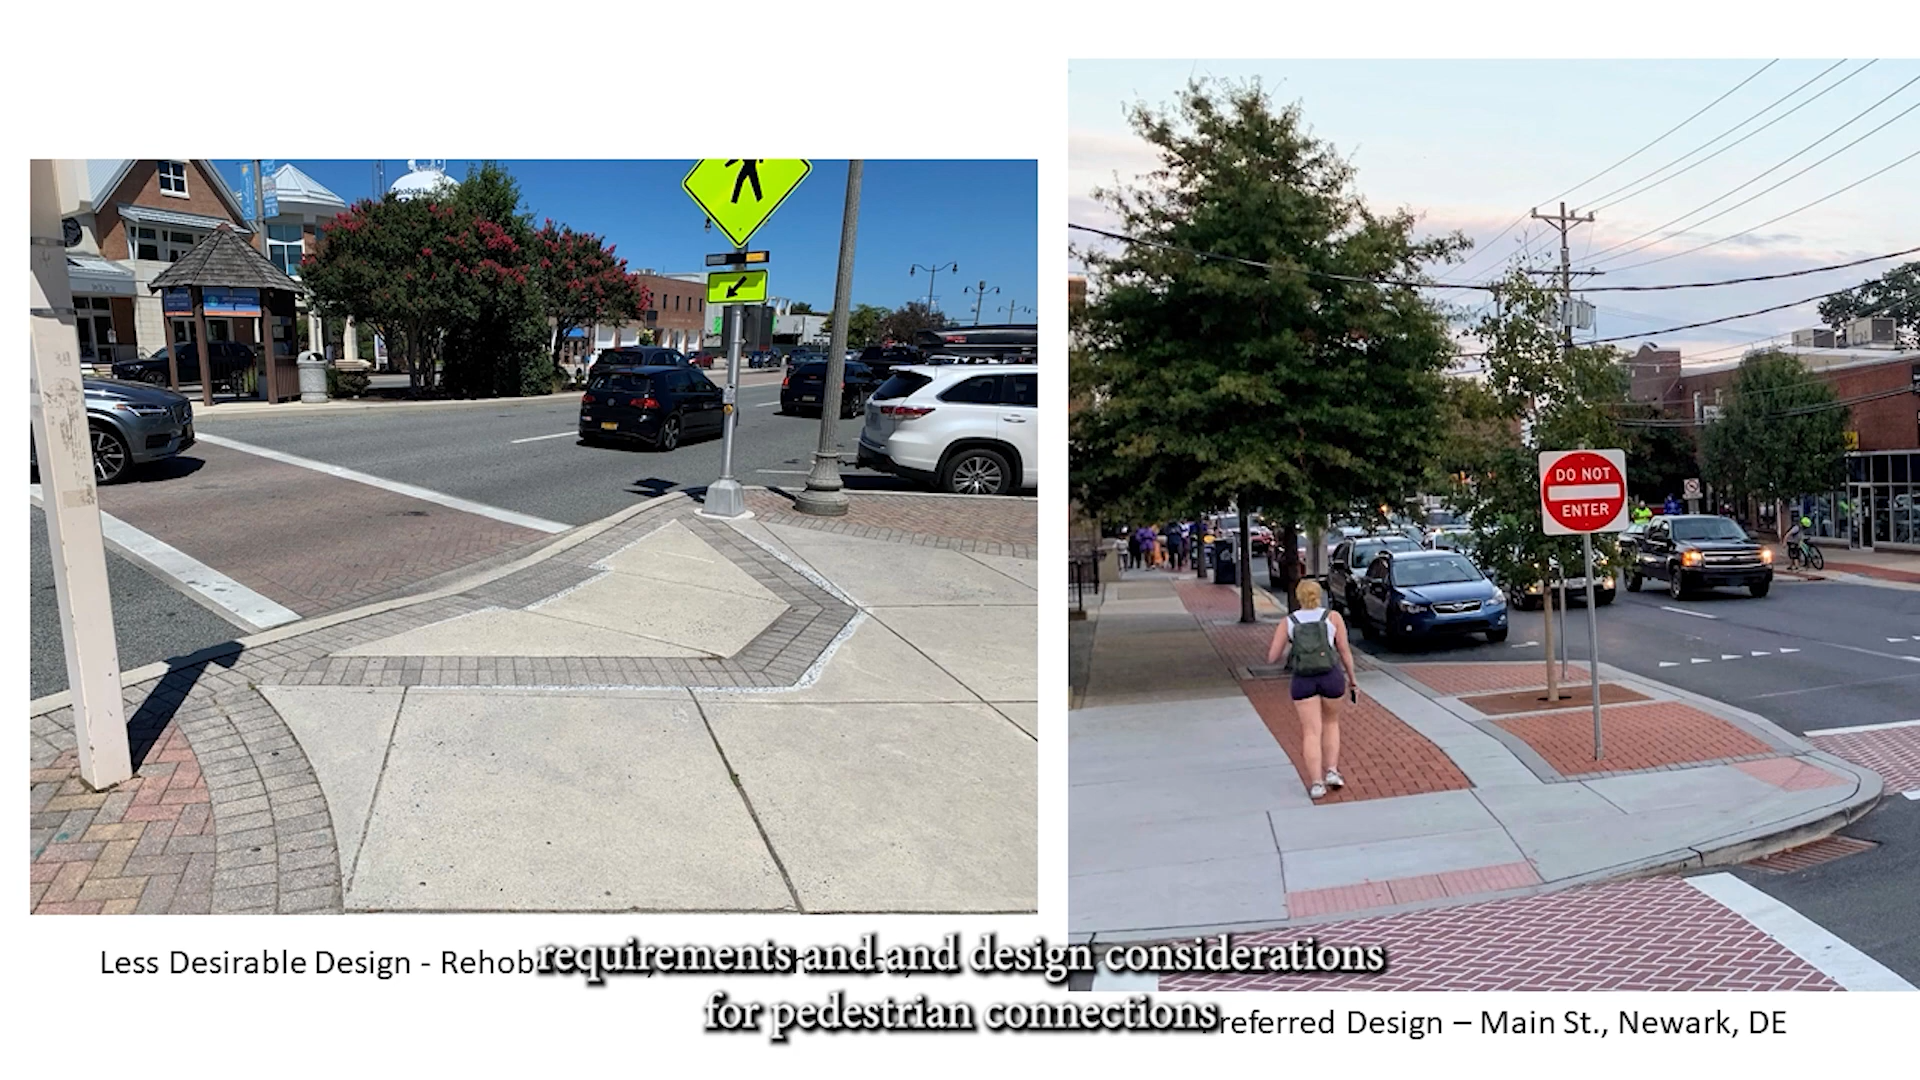 DO NOT
ENTER
Less Desirable Design - Rehob
requirements and and design considerations
for pedestrian connections
referred Design – Main St., Newark, DE